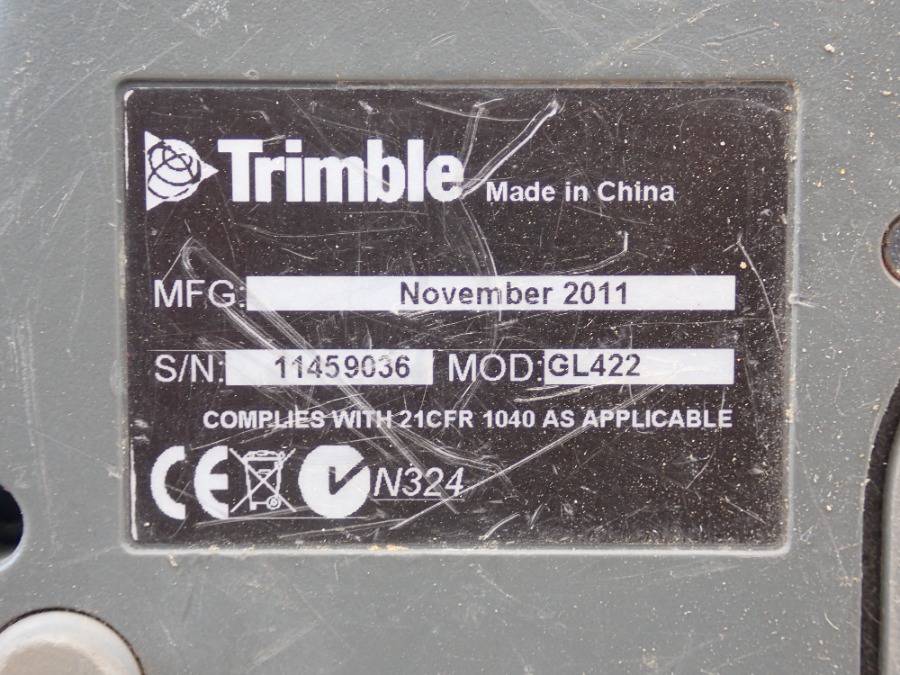 Trimble Made in China
MFG: November 2011
S/N: 11459036 MOD: GL422
COMPLIES WITH 21CFR 1040 AS APPLICABLE
CE N324